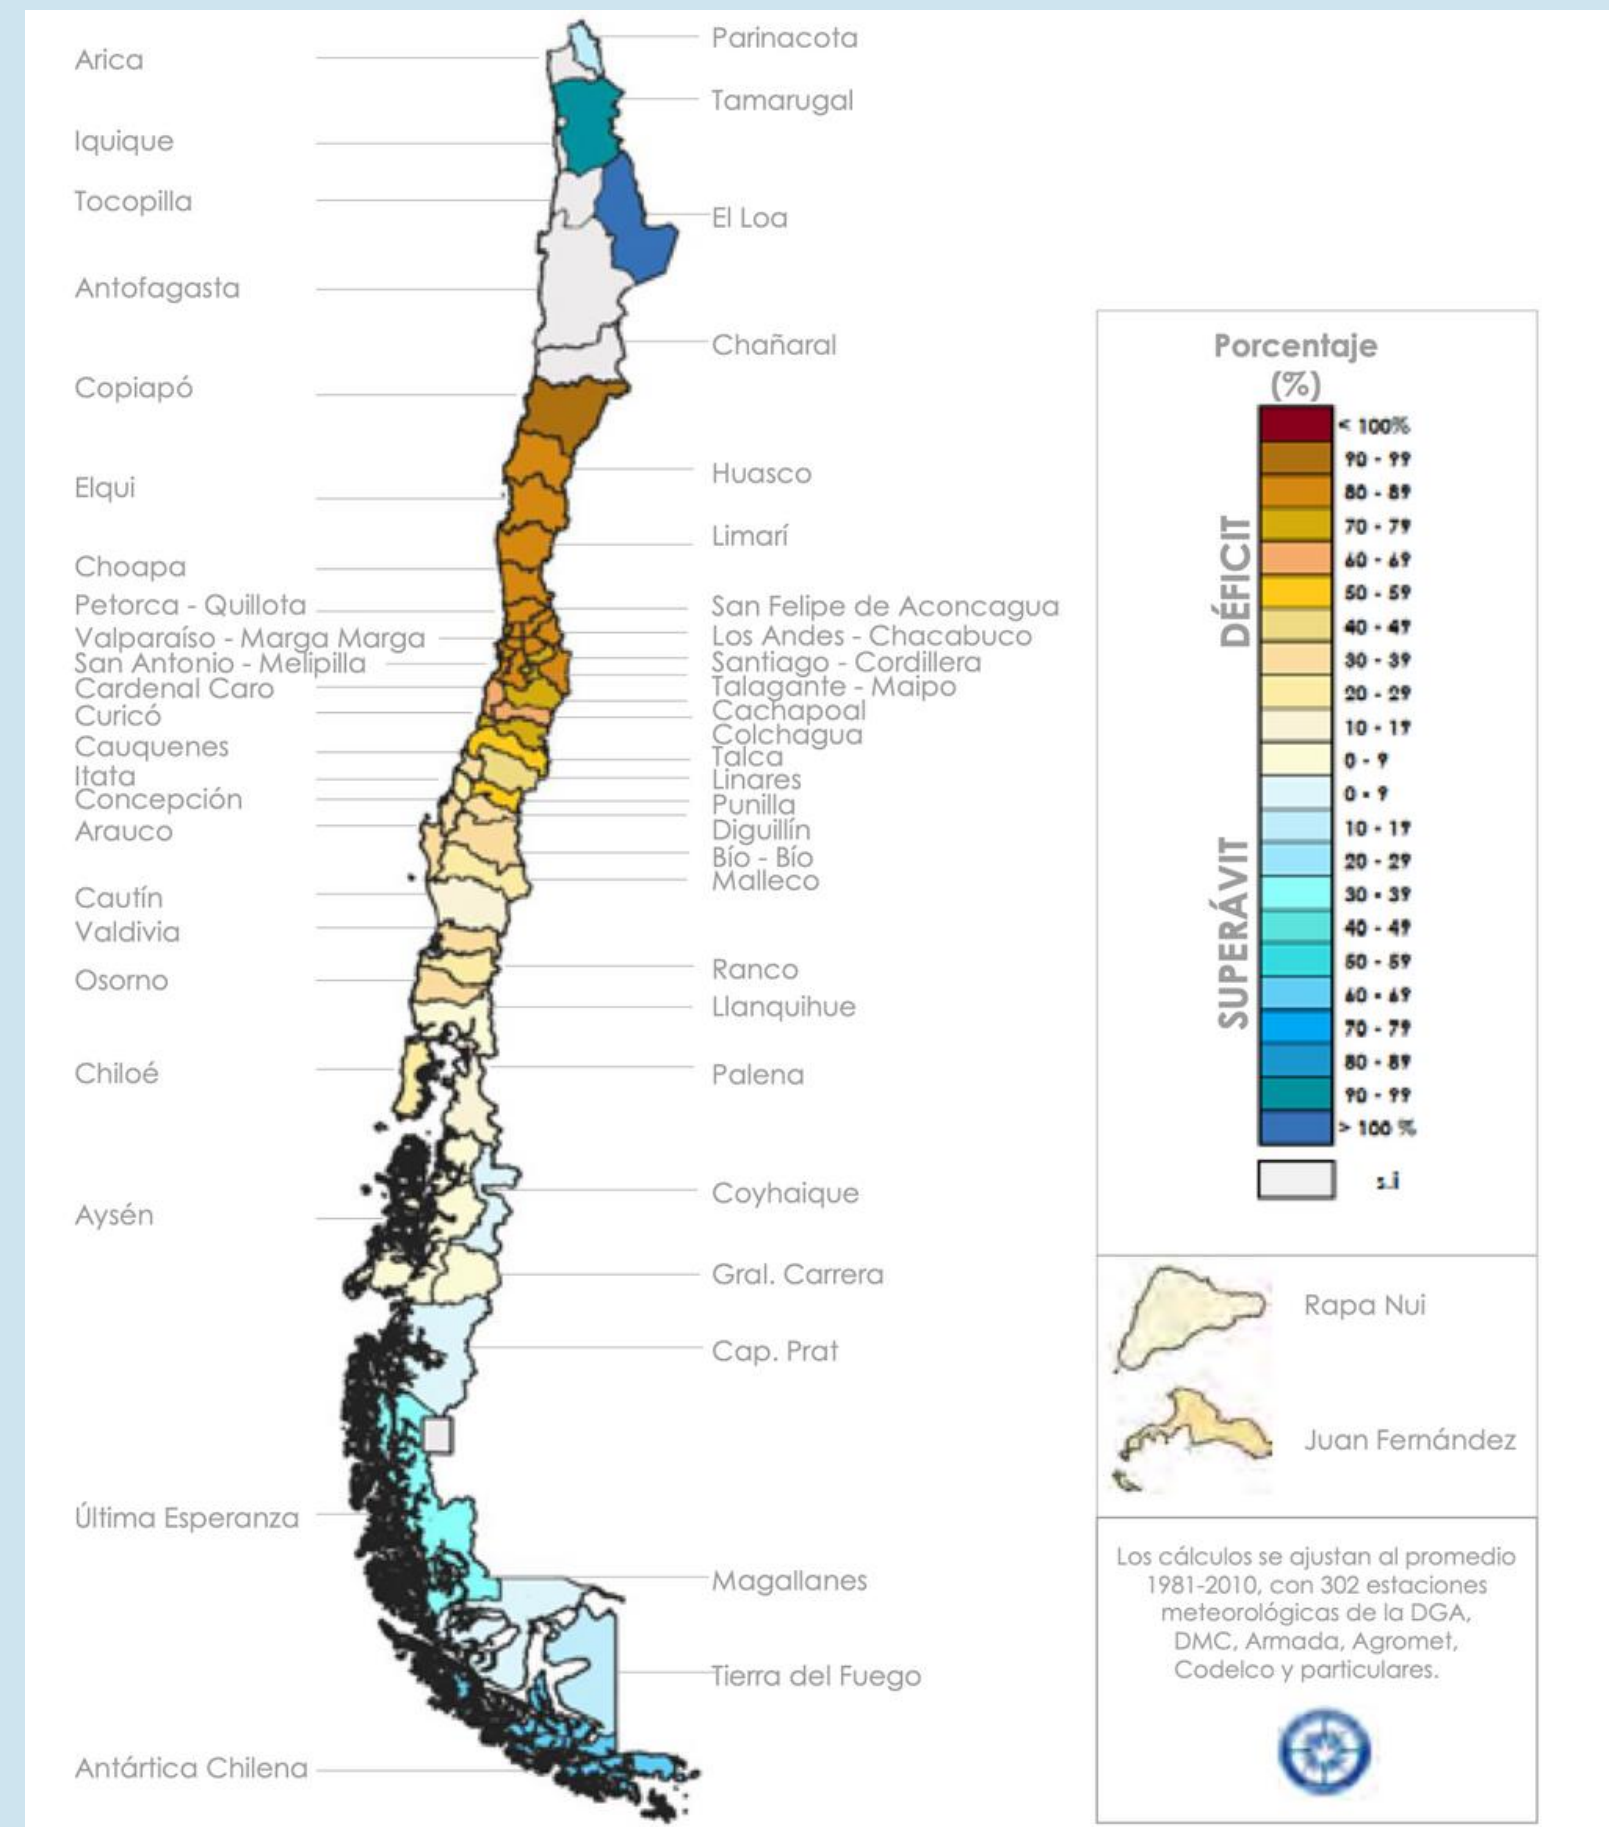 Arica
Iquique
Tocopilla
Antofagasta
Copiapó
Elqui
Choapa
Petorca - Quillota
Valparaíso - Marga Marga
San Antonio - Melipilla
Cardenal Caro
Curicó
Cauquenes
Itata
Concepción
Arauco
Cautín
Valdivia
Osorno
Chiloé
Aysén
Última Esperanza
Antártica Chilena
Parinacota
Tamarugal
El Loa
Chañaral
Huasco
Limarí
San Felipe de Aconcagua
Los Andes - Chacabuco
Santiago - Cordillera
Talagante - Maipo
Cachapoal
Colchagua
Talca
Linares
Punilla
Diguillín
Bío - Bío
Malleco
Ranco
Llanquihue
Palena
Coyhaique
Gral. Carrera
Cap. Prat
Magallanes
Tierra del Fuego
Porcentaje
(%)
DÉFICIT
< 100%
90 - 99
80 - 89
70 - 79
60 - 69
50 - 59
40 - 49
30 - 39
20 - 29
10 - 19
0 - 9
SUPERÁVIT
0 - 9
10 - 19
20 - 29
30 - 39
40 - 49
50 - 59
60 - 69
70 - 79
80 - 89
90 - 99
> 100 %
s.i
Rapa Nui
Juan Fernández
Los cálculos se ajustan al promedio
1981-2010, con 302 estaciones
meteorológicas de la DGA,
DMC, Armada, Agromet,
Codelco y particulares.